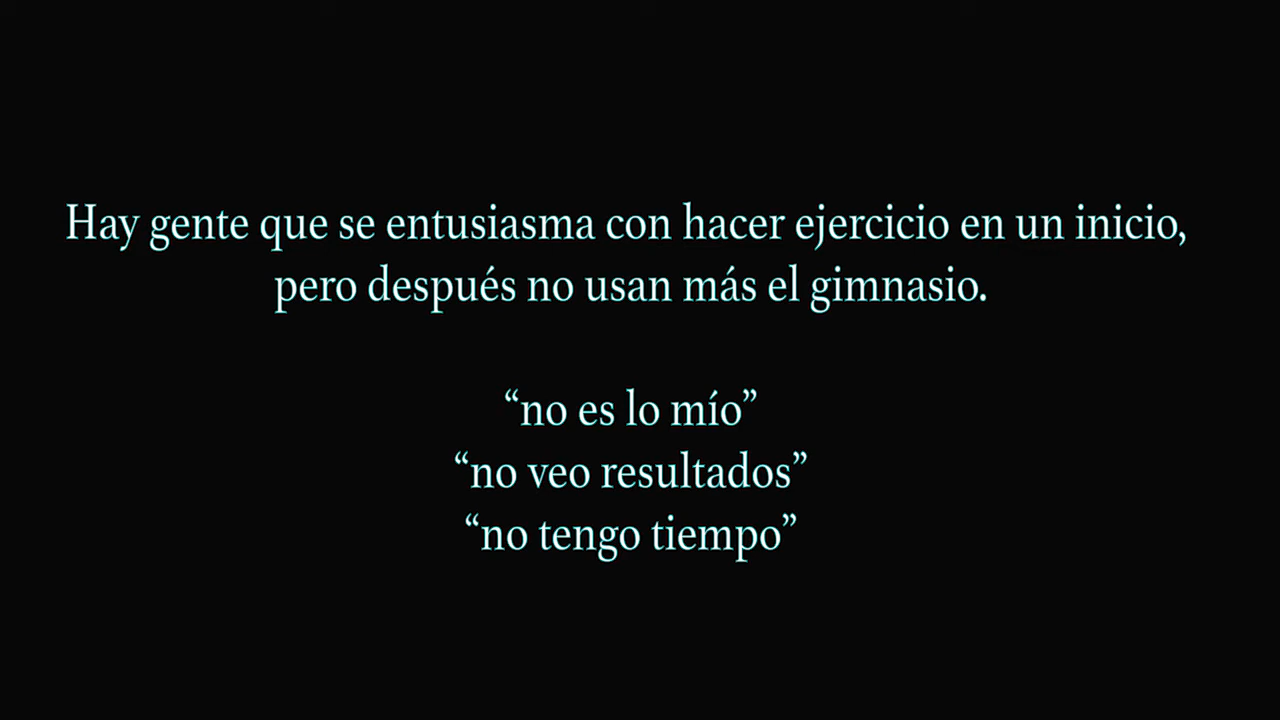 Hay gente que se entusiasma con hacer ejercicio en un inicio,
pero después no usan más el gimnasio.
“no es lo mío”
“no veo resultados”
“no tengo tiempo”